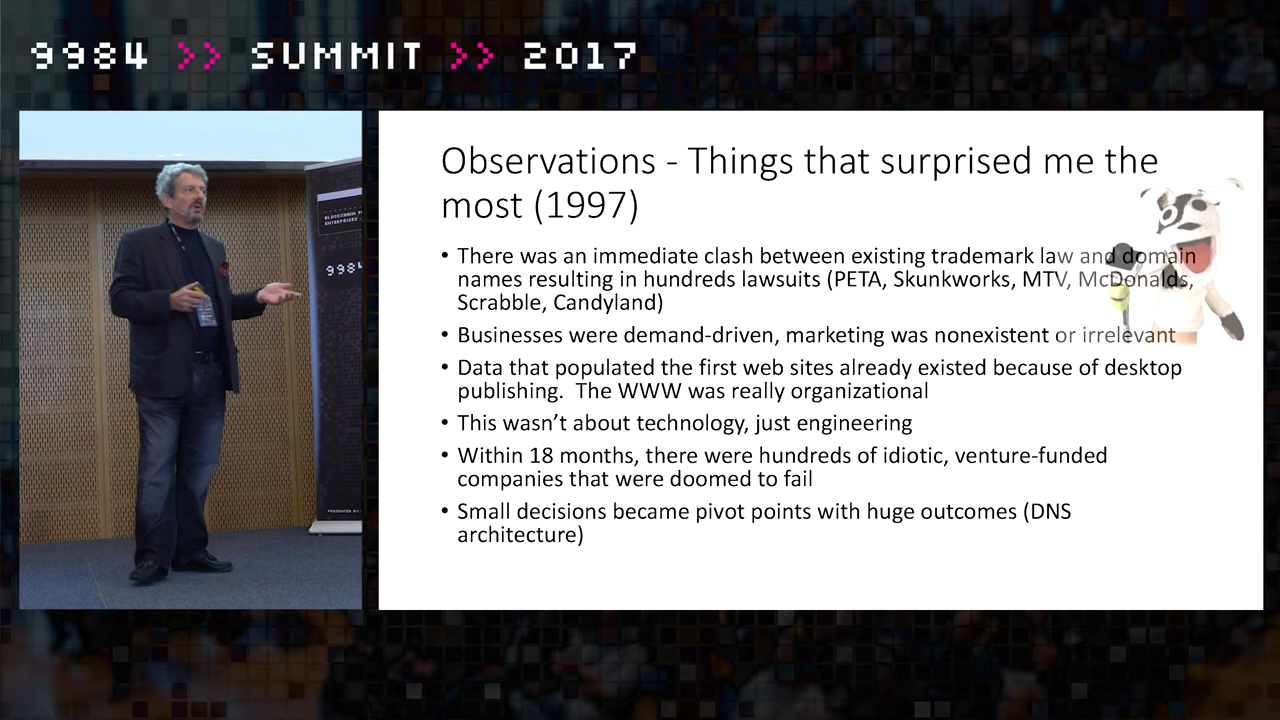 9984 >> SUMMIT >> 2017
BLOCKCHAIN F
ENTERPRISES
9984
PRESENTED BY
Observations - Things that surprised me the
most (1997)
• There was an immediate clash between existing trademark law and domain
names resulting in hundreds lawsuits (PETA, Skunkworks, MTV, McDonalds,
Scrabble, Candyland)
• Businesses were demand-driven, marketing was nonexistent or irrelevant
• Data that populated the first web sites already existed because of desktop
publishing.  The WWW was really organizational
• This wasn’t about technology, just engineering
• Within 18 months, there were hundreds of idiotic, venture-funded
companies that were doomed to fail
• Small decisions became pivot points with huge outcomes (DNS
architecture)